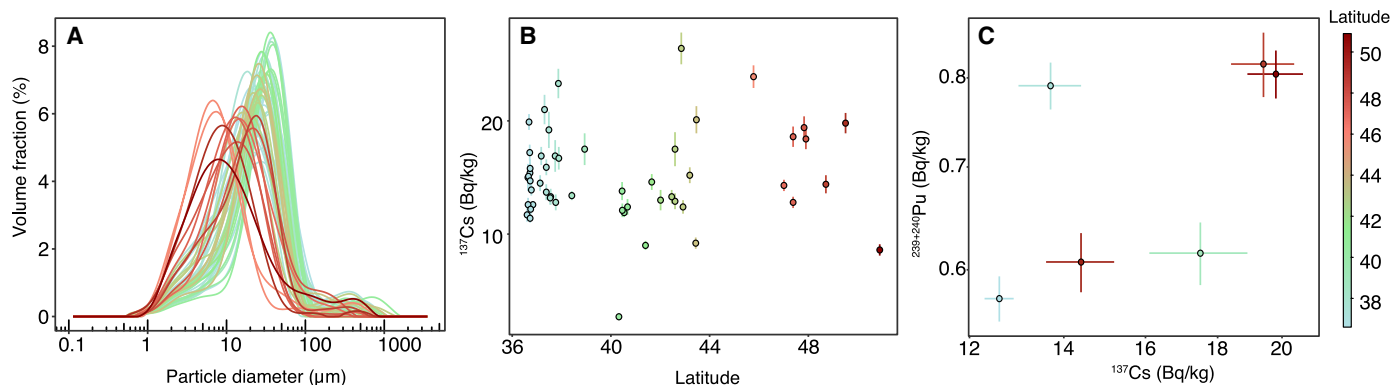 A
Volume fraction (%)
8
6
4
2
0
0.1 1 10 100 1000
Particle diameter (µm)
B
¹³⁷Cs (Bq/kg)
20
10
36 40 44 48
Latitude
C
²³⁹⁺²⁴⁰Pu (Bq/kg)
0.8
0.7
0.6
12 14 16 18 20
¹³⁷Cs (Bq/kg)
Latitude
50
48
46
44
42
40
38